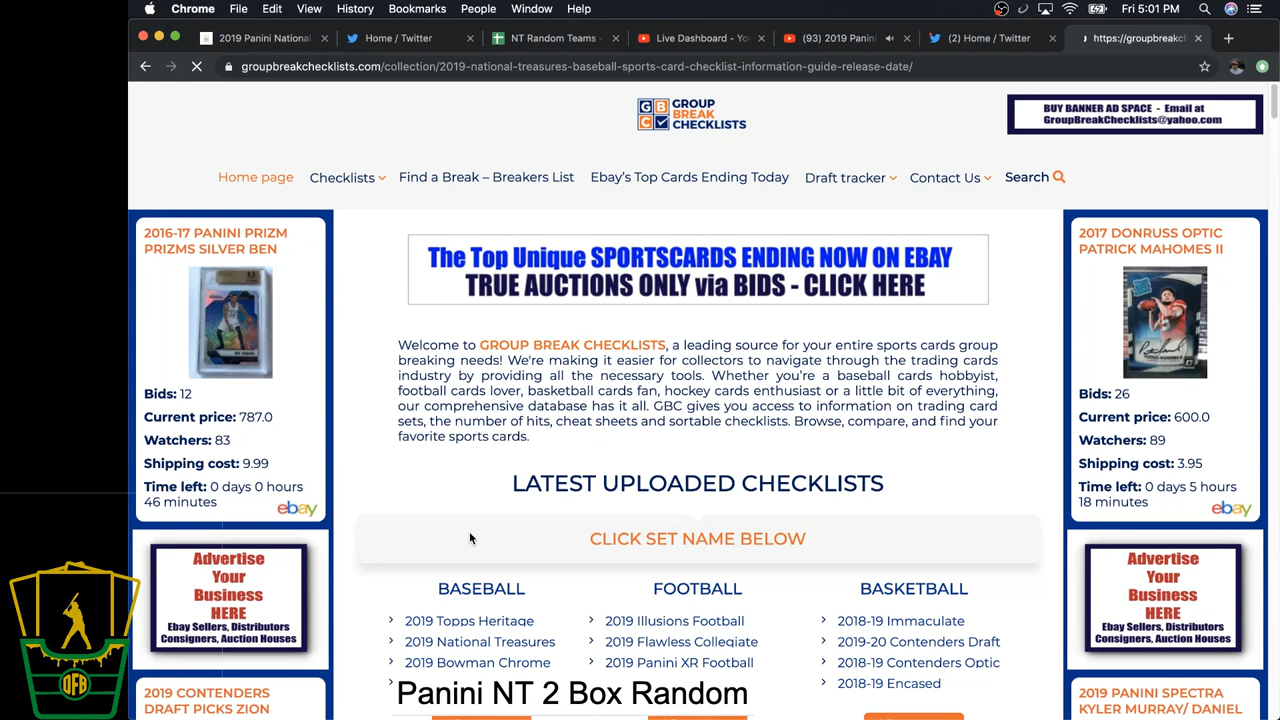 Chrome File Edit View History Bookmarks People Window Help
Fri 5:01 PM
2019 Panini National
Home / Twitter
NT Random Teams -
Live Dashboard - Yo
(93) 2019 Panini
(2) Home / Twitter
https://groupbreakc
groupbreakchecklists.com/collection/2019-national-treasures-baseball-sports-card-checklist-information-guide-release-date/
GBC
GROUP
BREAK
CHECKLISTS
BUY BANNER AD SPACE - Email at
GroupBreakChecklists@yahoo.com
Home page Checklists Find a Break – Breakers List Ebay's Top Cards Ending Today Draft tracker Contact Us Search
2016-17 PANINI PRIZM
PRIZMS SILVER BEN
Bids: 12
Current price: 787.0
Watchers: 83
Shipping cost: 9.99
Time left: 0 days 0 hours
46 minutes
ebay
Advertise
Your
Business
HERE
Ebay Sellers, Distributors
Consigners, Auction Houses
2019 CONTENDERS
DRAFT PICKS ZION
OFB
The Top Unique SPORTSCARDS ENDING NOW ON EBAY
TRUE AUCTIONS ONLY via BIDS - CLICK HERE
Welcome to GROUP BREAK CHECKLISTS, a leading source for your entire sports cards group
breaking needs! We're making it easier for collectors to navigate through the trading cards
industry by providing all the necessary tools. Whether you're a baseball cards hobbyist,
football cards lover, basketball cards fan, hockey cards enthusiast or a little bit of everything,
our comprehensive database has it all. GBC gives you access to information on trading card
sets, the number of hits, cheat sheets and sortable checklists. Browse, compare, and find your
favorite sports cards.
LATEST UPLOADED CHECKLISTS
CLICK SET NAME BELOW
BASEBALL
2019 Topps Heritage
2019 National Treasures
2019 Bowman Chrome
FOOTBALL
2019 Illusions Football
2019 Flawless Collegiate
2019 Panini XR Football
BASKETBALL
2018-19 Immaculate
2019-20 Contenders Draft
2018-19 Contenders Optic
2018-19 Encased
Panini NT 2 Box Random
2017 DONRUSS OPTIC
PATRICK MAHOMES II
Bids: 26
Current price: 600.0
Watchers: 89
Shipping cost: 3.95
Time left: 0 days 5 hours
18 minutes
ebay
Advertise
Your
Business
HERE
Ebay Sellers, Distributors
Consigners, Auction Houses
2019 PANINI SPECTRA
KYLER MURRAY/ DANIEL